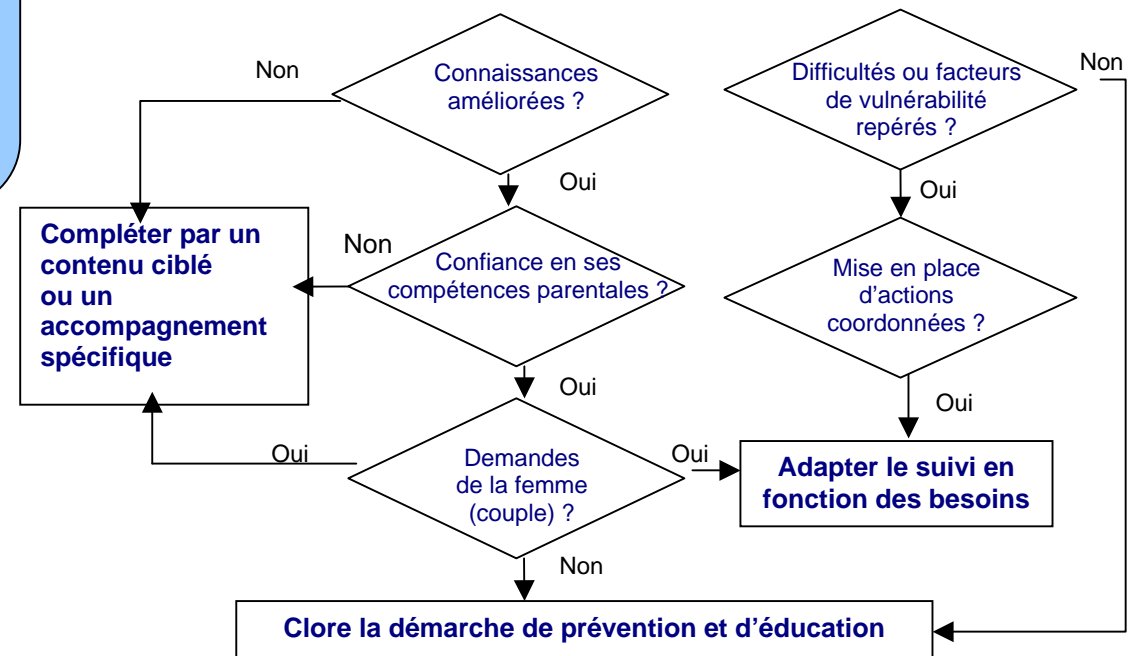 Non
Connaissances
améliorées ?
Difficultés ou facteurs
de vulnérabilité
repérés ?
Non
Oui
Oui
Compléter par un
contenu ciblé
ou un
accompagnement
spécifique
Non
Confiance en ses
compétences parentales ?
Mise en place
d'actions
coordonnées ?
Oui
Oui
Oui
Demandes
de la femme
(couple) ?
Oui
Adapter le suivi en
fonction des besoins
Non
Clore la démarche de prévention et d'éducation